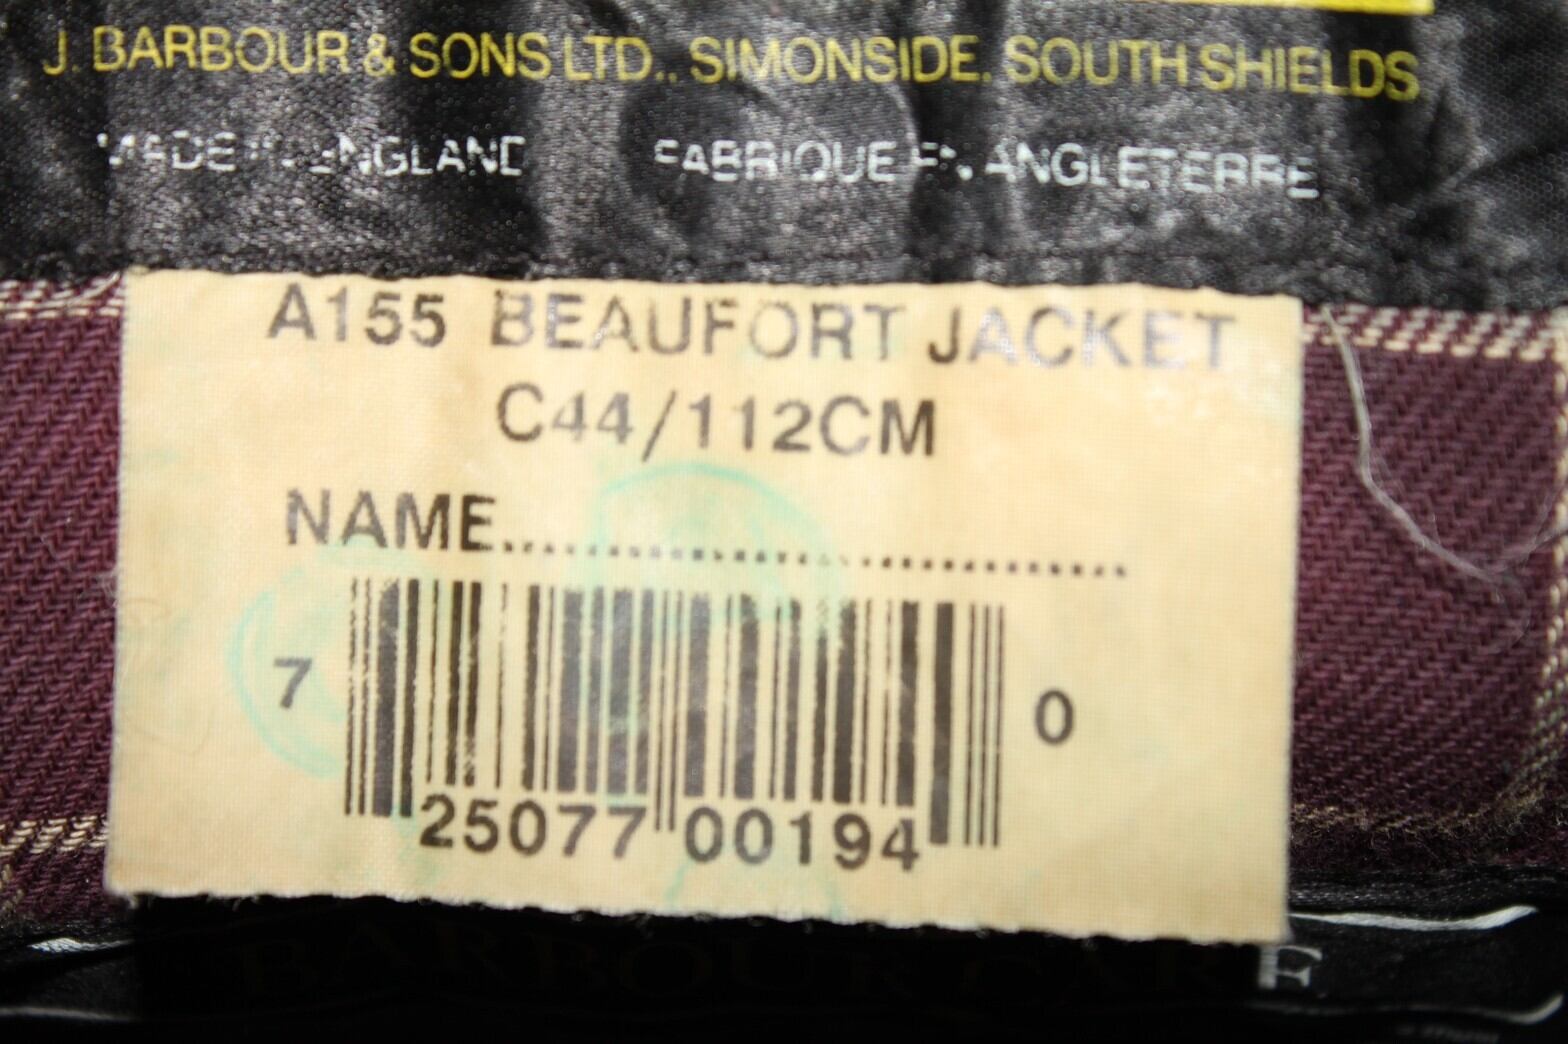 J. BARBOUR & SONS LTD., SIMONSIDE, SOUTH SHIELDS
MADE IN ENGLAND FABRIQUE EN ANGLETERRE
A155 BEAUFORT JACKET
C44/112CM
NAME............................................
7 25077 00194 0
BARBOUR